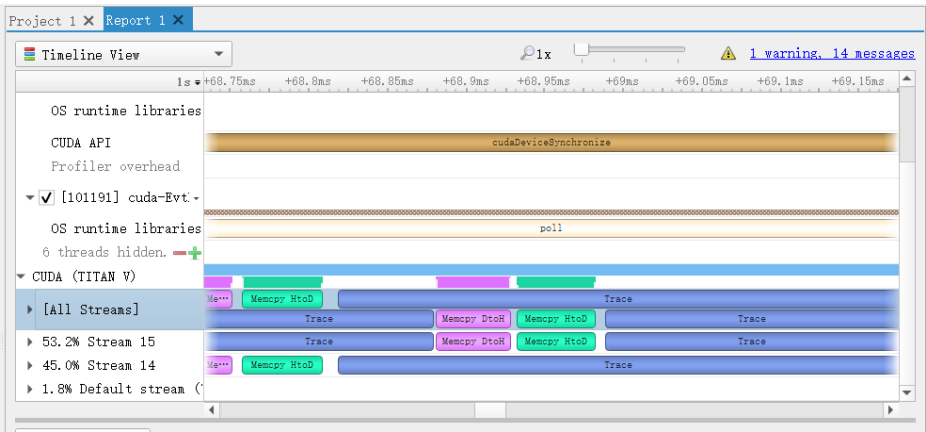 Project 1 Report 1
Timeline View 1x 1 warning, 14 messages
1s +68.75ms +68.8ms +68.85ms +68.9ms +68.95ms +69ms +69.05ms +69.1ms +69.15ms
OS runtime libraries
CUDA API cudaDeviceSynchronize
Profiler overhead
[101191] cuda-Evt
OS runtime libraries poll
6 threads hidden.
CUDA (TITAN V)
Me… Memcpy HtoD Trace
[All Streams]
Trace Memcpy DtoH Memcpy HtoD Trace
53.2% Stream 15 Trace Memcpy DtoH Memcpy HtoD Trace
45.0% Stream 14 Me… Memcpy HtoD Trace
1.8% Default stream (